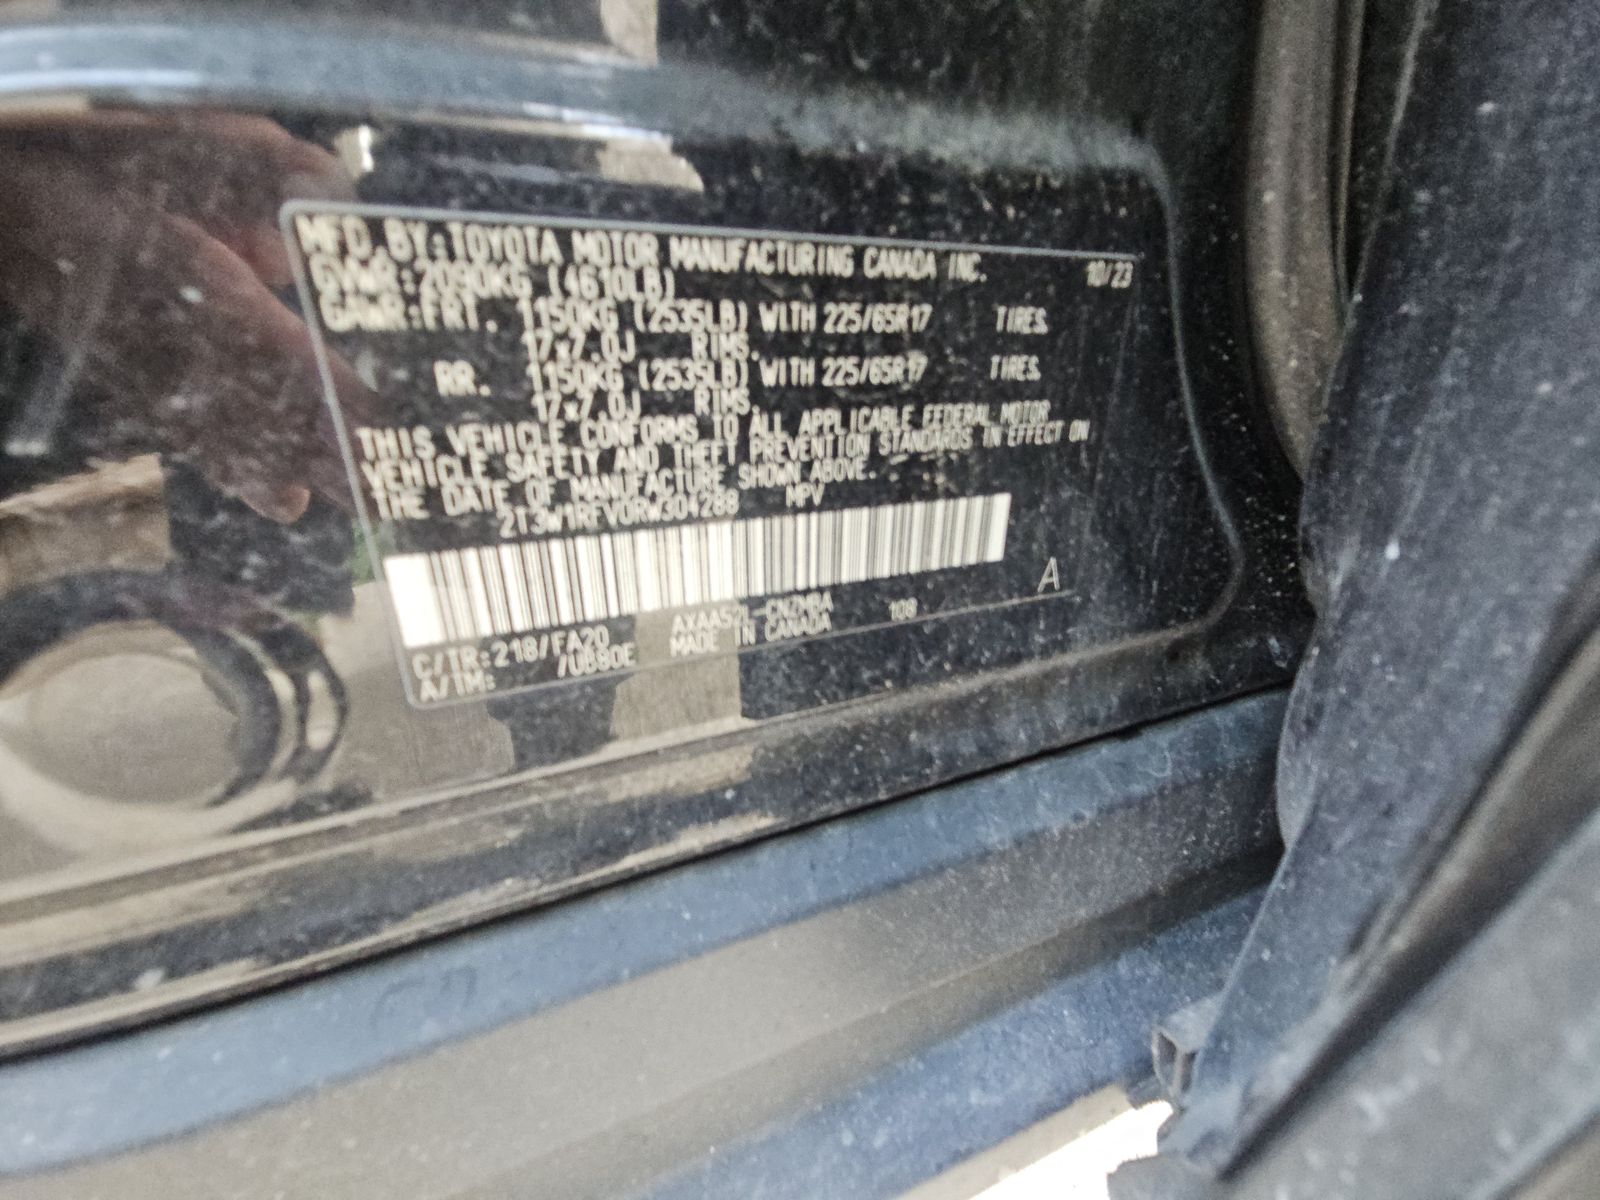 MFD. BY:TOYOTA MOTOR MANUFACTURING CANADA INC. 10/23
GVWR:2090KG (4610LB)
GAWR:FRT. 1150KG (2535LB) WITH 225/65R17 TIRES,
17x7.0J RIMS.
RR. 1150KG (2535LB) WITH 225/65R17 TIRES,
17x7.0J RIMS.
THIS VEHICLE CONFORMS TO ALL APPLICABLE FEDERAL MOTOR
VEHICLE SAFETY AND THEFT PREVENTION STANDARDS IN EFFECT ON
THE DATE OF MANUFACTURE SHOWN ABOVE.
2T3W1RFV0RW304288 MPV
A
C/TR:218/FA20 108
A/TM: MADE IN CANADA